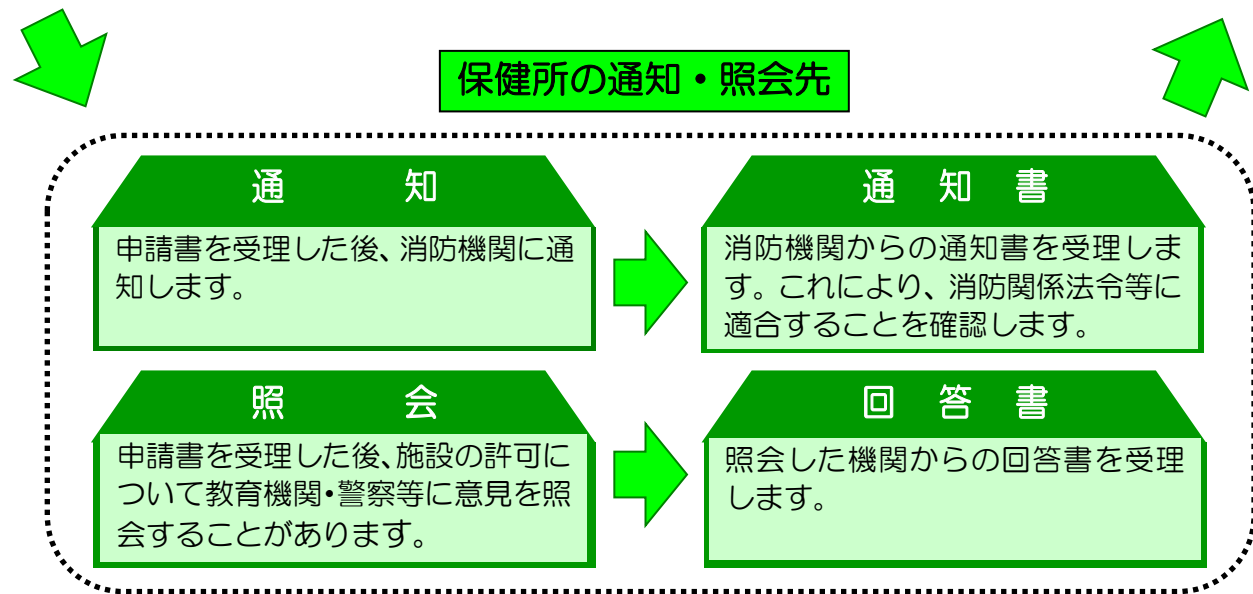 保健所の通知・照会先
通 知
申請書を受理した後、消防機関に通
知します。
通 知 書
消防機関からの通知書を受理しま
す。これにより、消防関係法令等に
適合することを確認します。
照 会
申請書を受理した後、施設の許可に
ついて教育機関・警察等に意見を照
会することがあります。
回 答 書
照会した機関からの回答書を受理
します。